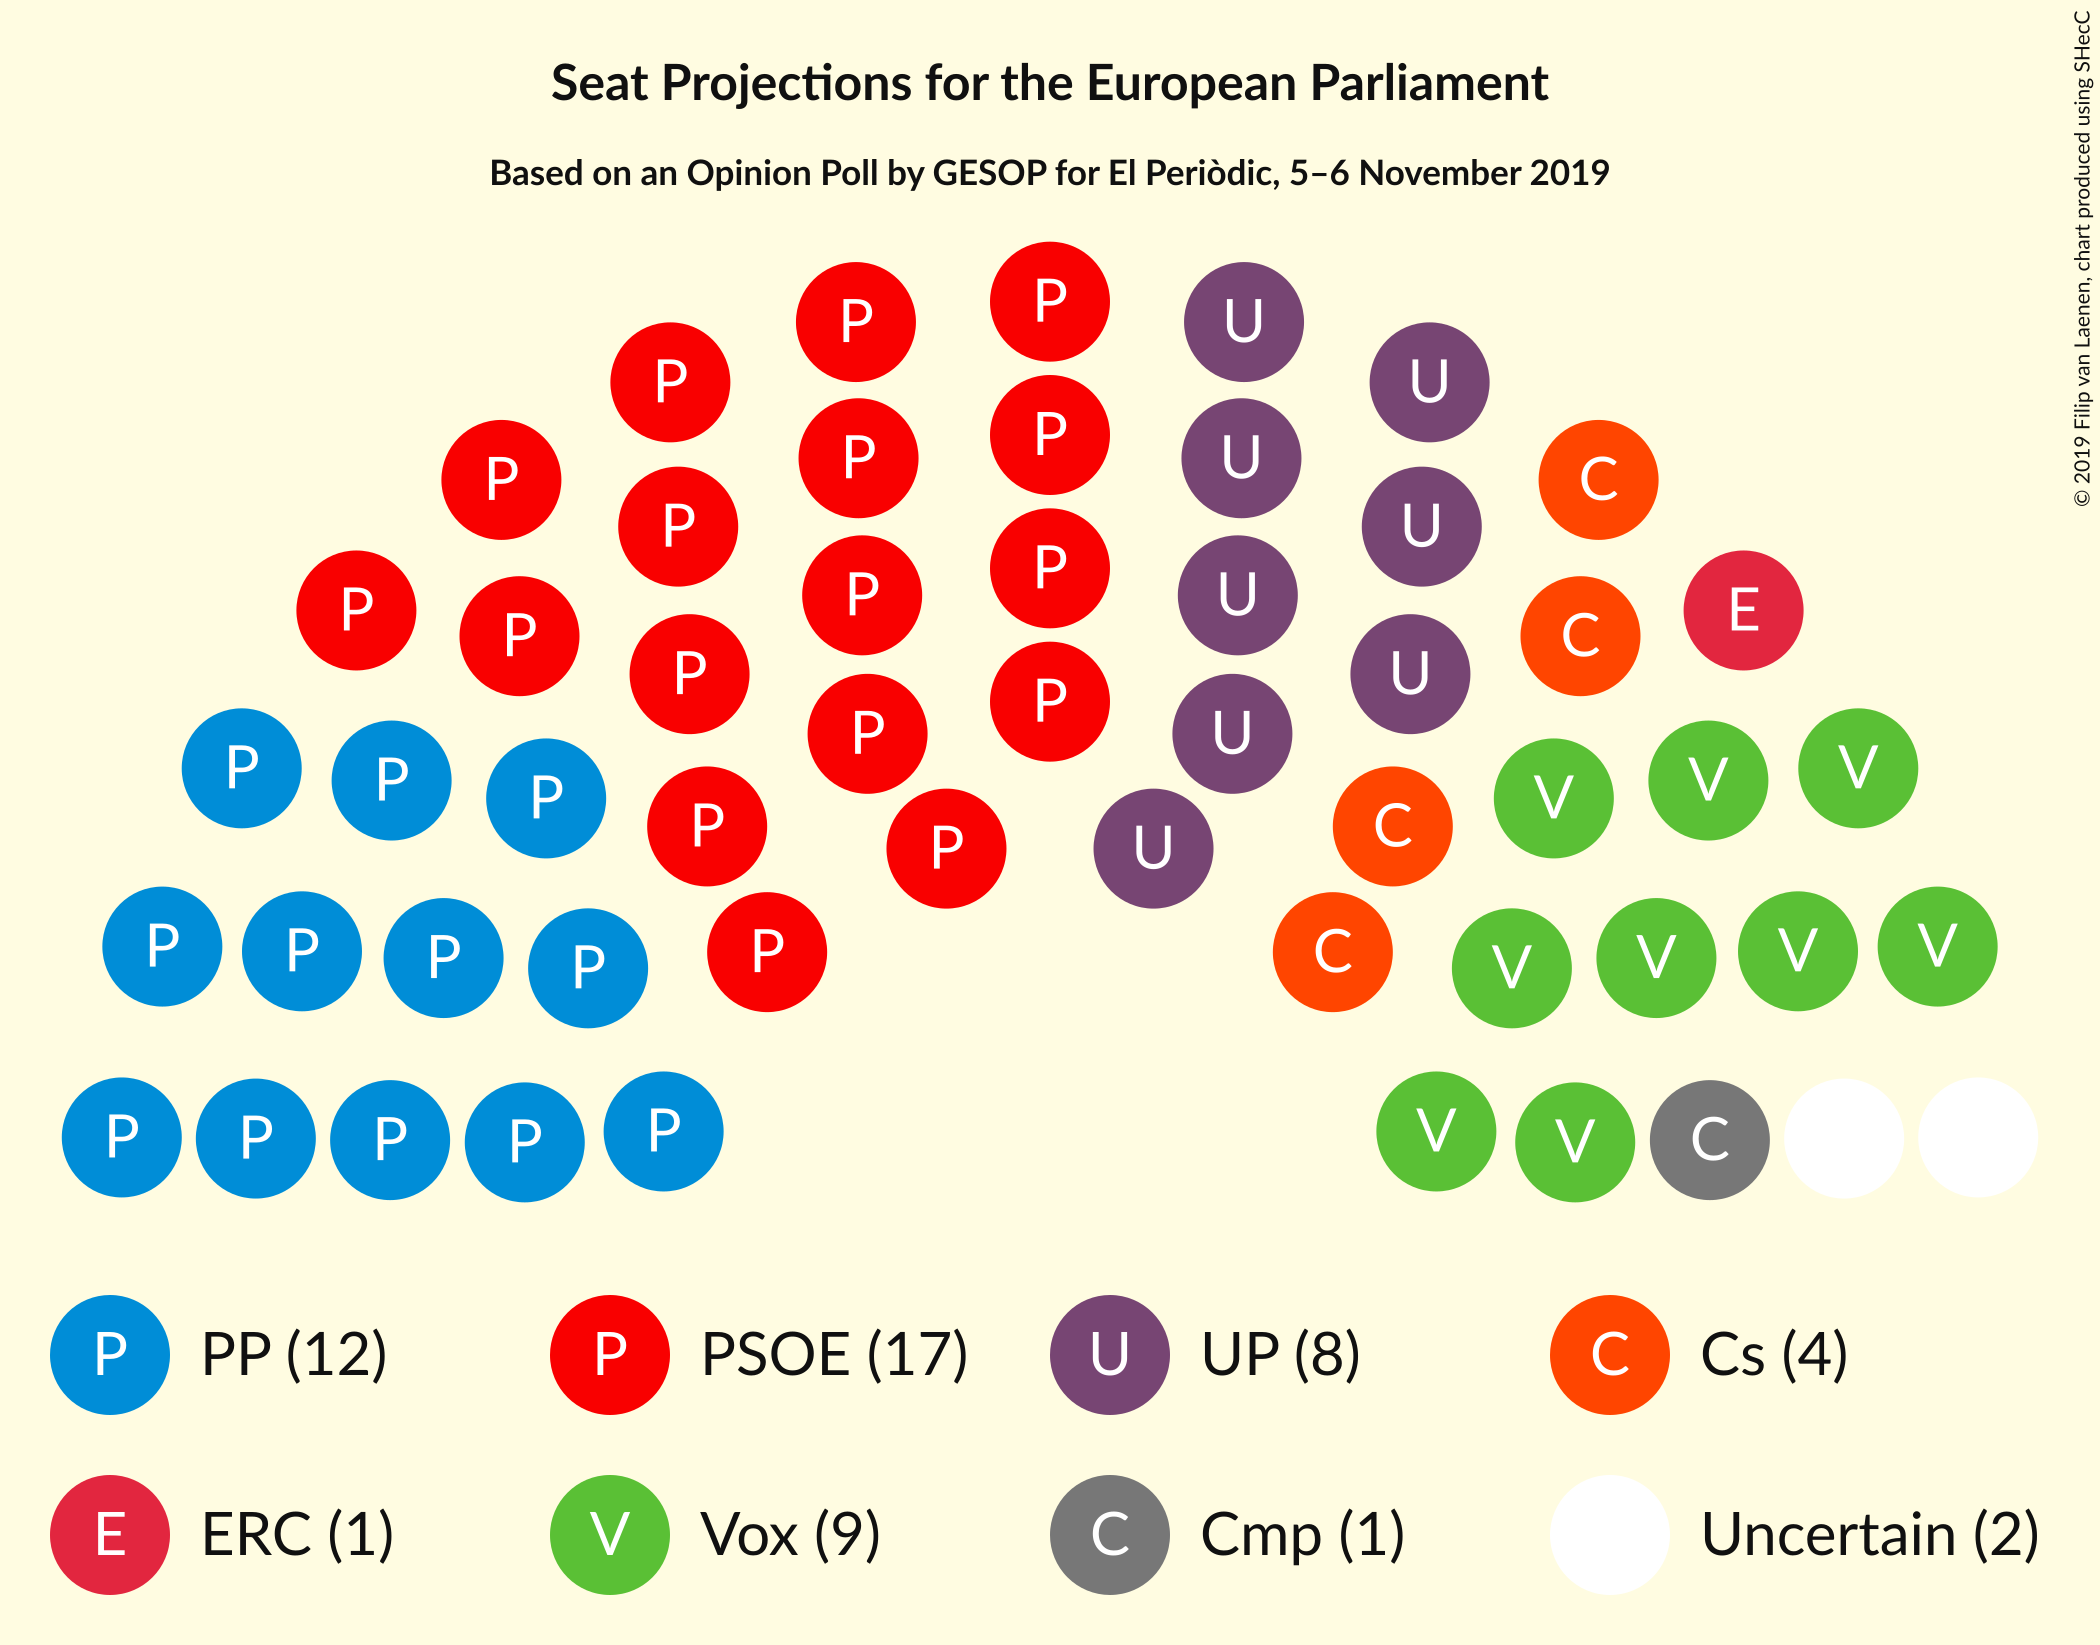 Seat Projections for the European Parliament
Based on an Opinion Poll by GESOP for El Periòdic, 5–6 November 2019
© 2019 Filip van Laenen, chart produced using SHecC
P
P U
P U
P
P U
P C
P U
P
P U
P E
P C
P U
P
P U
P V
P V
P V
P C
P U
P V
P V
P C
P V
P V
P U
P V
P V
P V
P C
P PP (12) P PSOE (17) U UP (8) C Cs (4)
E ERC (1) V Vox (9) C Cmp (1) Uncertain (2)